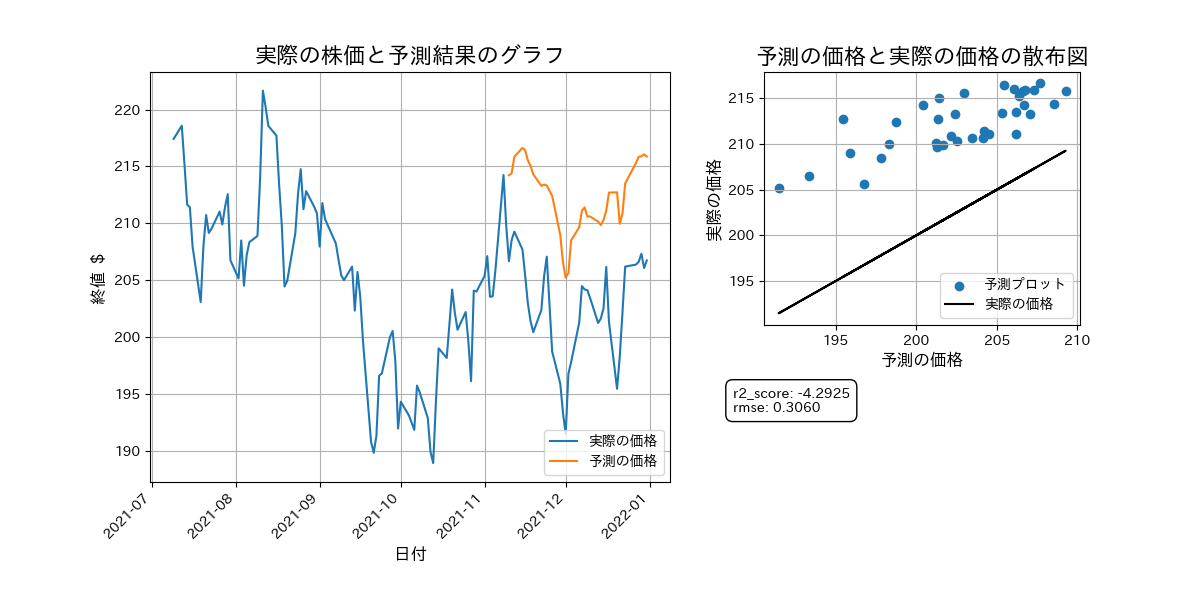 実際の株価と予測結果のグラフ
終値 $
220
215
210
205
200
195
190
2021-07
2021-08
2021-09
2021-10
2021-11
2021-12
2022-01
日付
実際の価格
予測の価格
予測の価格と実際の価格の散布図
実際の価格
215
210
205
200
195
195
200
205
210
予測の価格
予測プロット
実際の価格
r2_score: -4.2925
rmse: 0.3060